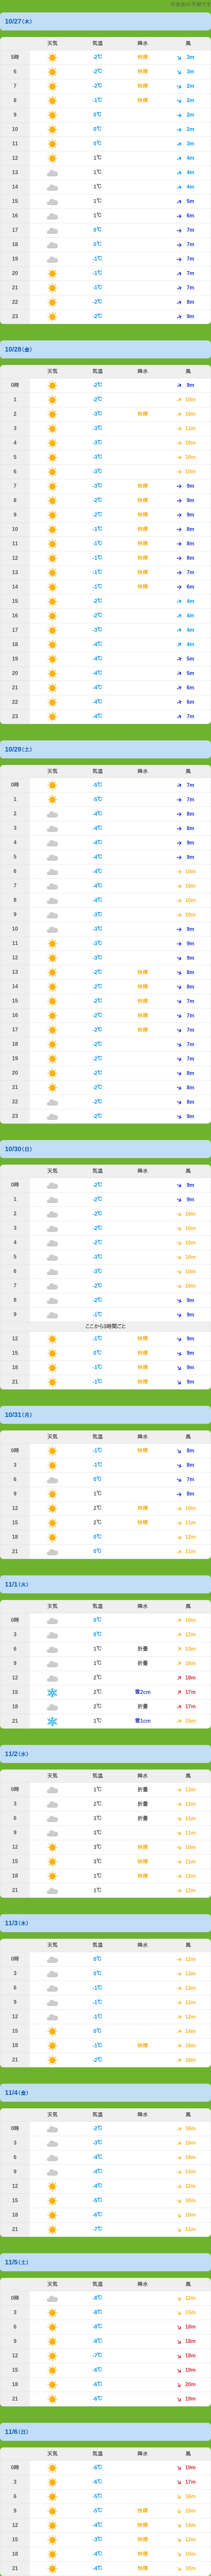 10/27(木)
天気 気温 降水 風
5時 -2℃ 快晴 3m
6 -2℃ 快晴 3m
7 -2℃ 快晴 2m
8 -1℃ 快晴 2m
9 0℃ 2m
10 0℃ 2m
11 0℃ 3m
12 1℃ 4m
13 1℃ 4m
14 1℃ 4m
15 1℃ 5m
16 1℃ 6m
17 0℃ 7m
18 0℃ 7m
19 -1℃ 7m
20 -1℃ 7m
21 -1℃ 7m
22 -2℃ 8m
23 -2℃ 9m
10/28(金)
天気 気温 降水 風
0時 -2℃ 9m
1 -2℃ 10m
2 -3℃ 快晴 10m
3 -3℃ 11m
4 -3℃ 10m
5 -3℃ 10m
6 -3℃ 10m
7 -3℃ 快晴 9m
8 -2℃ 快晴 9m
9 -2℃ 快晴 9m
10 -1℃ 快晴 8m
11 -1℃ 快晴 8m
12 -1℃ 快晴 8m
13 -1℃ 快晴 7m
14 -1℃ 快晴 6m
15 -2℃ 4m
16 -2℃ 4m
17 -3℃ 4m
18 -4℃ 4m
19 -4℃ 5m
20 -4℃ 5m
21 -4℃ 6m
22 -4℃ 6m
23 -4℃ 7m
10/29(土)
天気 気温 降水 風
0時 -5℃ 7m
1 -5℃ 7m
2 -4℃ 8m
3 -4℃ 8m
4 -4℃ 9m
5 -4℃ 9m
6 -4℃ 10m
7 -4℃ 10m
8 -4℃ 10m
9 -3℃ 10m
10 -3℃ 9m
11 -3℃ 9m
12 -3℃ 9m
13 -2℃ 快晴 8m
14 -2℃ 快晴 8m
15 -2℃ 快晴 7m
16 -2℃ 快晴 7m
17 -2℃ 快晴 7m
18 -2℃ 7m
19 -2℃ 7m
20 -2℃ 8m
21 -2℃ 8m
22 -2℃ 8m
23 -2℃ 9m
10/30(日)
天気 気温 降水 風
0時 -2℃ 9m
1 -2℃ 9m
2 -2℃ 10m
3 -2℃ 10m
4 -2℃ 10m
5 -3℃ 10m
6 -3℃ 10m
7 -2℃ 10m
8 -2℃ 9m
9 -1℃ 9m
ここから3時間ごと
12 -1℃ 快晴 9m
15 0℃ 快晴 9m
18 -1℃ 快晴 9m
21 -1℃ 快晴 9m
10/31(月)
天気 気温 降水 風
0時 -1℃ 快晴 8m
3 -1℃ 8m
6 0℃ 7m
9 1℃ 8m
12 2℃ 快晴 10m
15 2℃ 快晴 11m
18 0℃ 12m
21 0℃ 11m
11/1(火)
天気 気温 降水 風
0時 0℃ 10m
3 0℃ 12m
6 1℃ 折曇 13m
9 1℃ 折曇 16m
12 2℃ 18m
15 2℃ 雪2cm 17m
18 2℃ 折曇 17m
21 1℃ 雪1cm 15m
11/2(水)
天気 気温 降水 風
0時 1℃ 折曇 13m
3 2℃ 折曇 12m
6 3℃ 折曇 11m
9 3℃ 11m
12 3℃ 快晴 10m
15 3℃ 快晴 11m
18 1℃ 快晴 12m
21 1℃ 12m
11/3(木)
天気 気温 降水 風
0時 0℃ 12m
3 0℃ 13m
6 -1℃ 13m
9 -1℃ 12m
12 -1℃ 12m
15 0℃ 14m
18 -1℃ 快晴 16m
21 -2℃ 16m
11/4(金)
天気 気温 降水 風
0時 -2℃ 16m
3 -3℃ 16m
6 -4℃ 16m
9 -4℃ 13m
12 -4℃ 12m
15 -5℃ 10m
18 -6℃ 10m
21 -7℃ 11m
11/5(土)
天気 気温 降水 風
0時 -8℃ 12m
3 -8℃ 15m
6 -8℃ 18m
9 -8℃ 18m
12 -7℃ 18m
15 -6℃ 19m
18 -6℃ 20m
21 -6℃ 19m
11/6(日)
天気 気温 降水 風
0時 -6℃ 19m
3 -6℃ 17m
6 -5℃ 16m
9 -5℃ 快晴 15m
12 -4℃ 快晴 14m
15 -3℃ 快晴 12m
18 -4℃ 快晴 10m
21 -4℃ 快晴 10m